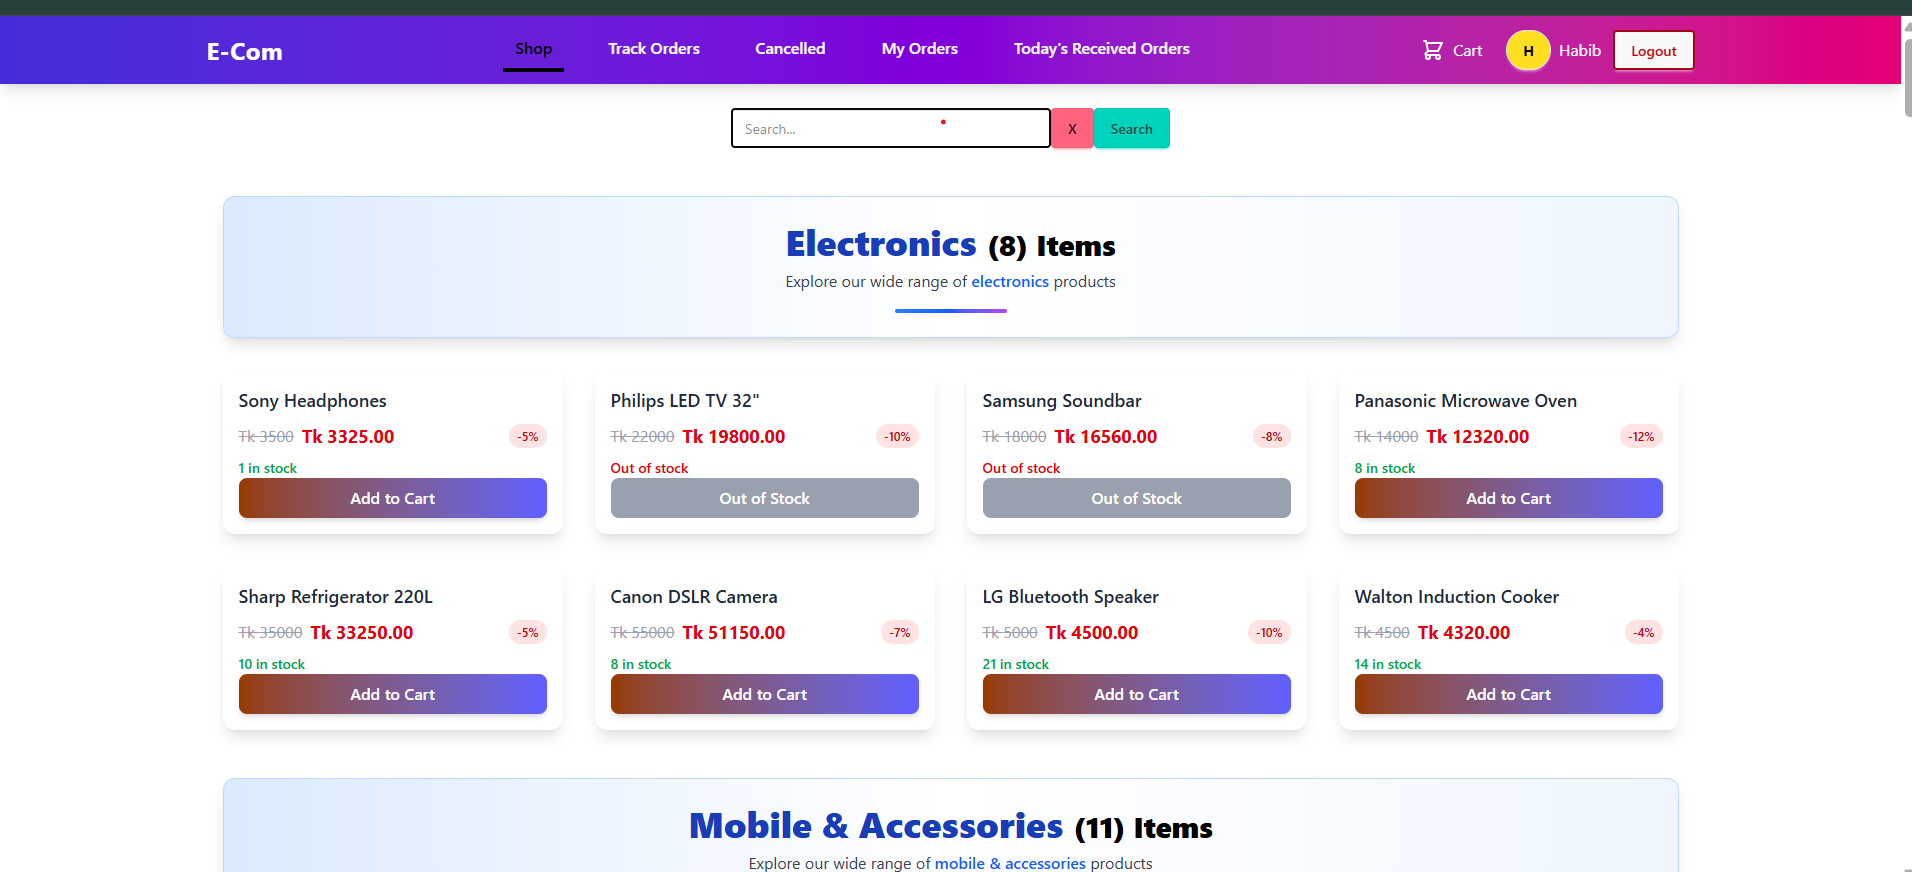 E-Com Shop Track Orders Cancelled My Orders Today's Received Orders Cart H Habib Logout
Search... X Search
Electronics (8) Items
Explore our wide range of electronics products
Sony Headphones
Tk 3500 Tk 3325.00 -5%
1 in stock
Add to Cart
Philips LED TV 32"
Tk 22000 Tk 19800.00 -10%
Out of stock
Out of Stock
Samsung Soundbar
Tk 18000 Tk 16560.00 -8%
Out of stock
Out of Stock
Panasonic Microwave Oven
Tk 14000 Tk 12320.00 -12%
8 in stock
Add to Cart
Sharp Refrigerator 220L
Tk 35000 Tk 33250.00 -5%
10 in stock
Add to Cart
Canon DSLR Camera
Tk 55000 Tk 51150.00 -7%
8 in stock
Add to Cart
LG Bluetooth Speaker
Tk 5000 Tk 4500.00 -10%
21 in stock
Add to Cart
Walton Induction Cooker
Tk 4500 Tk 4320.00 -4%
14 in stock
Add to Cart
Mobile & Accessories (11) Items
Explore our wide range of mobile & accessories products